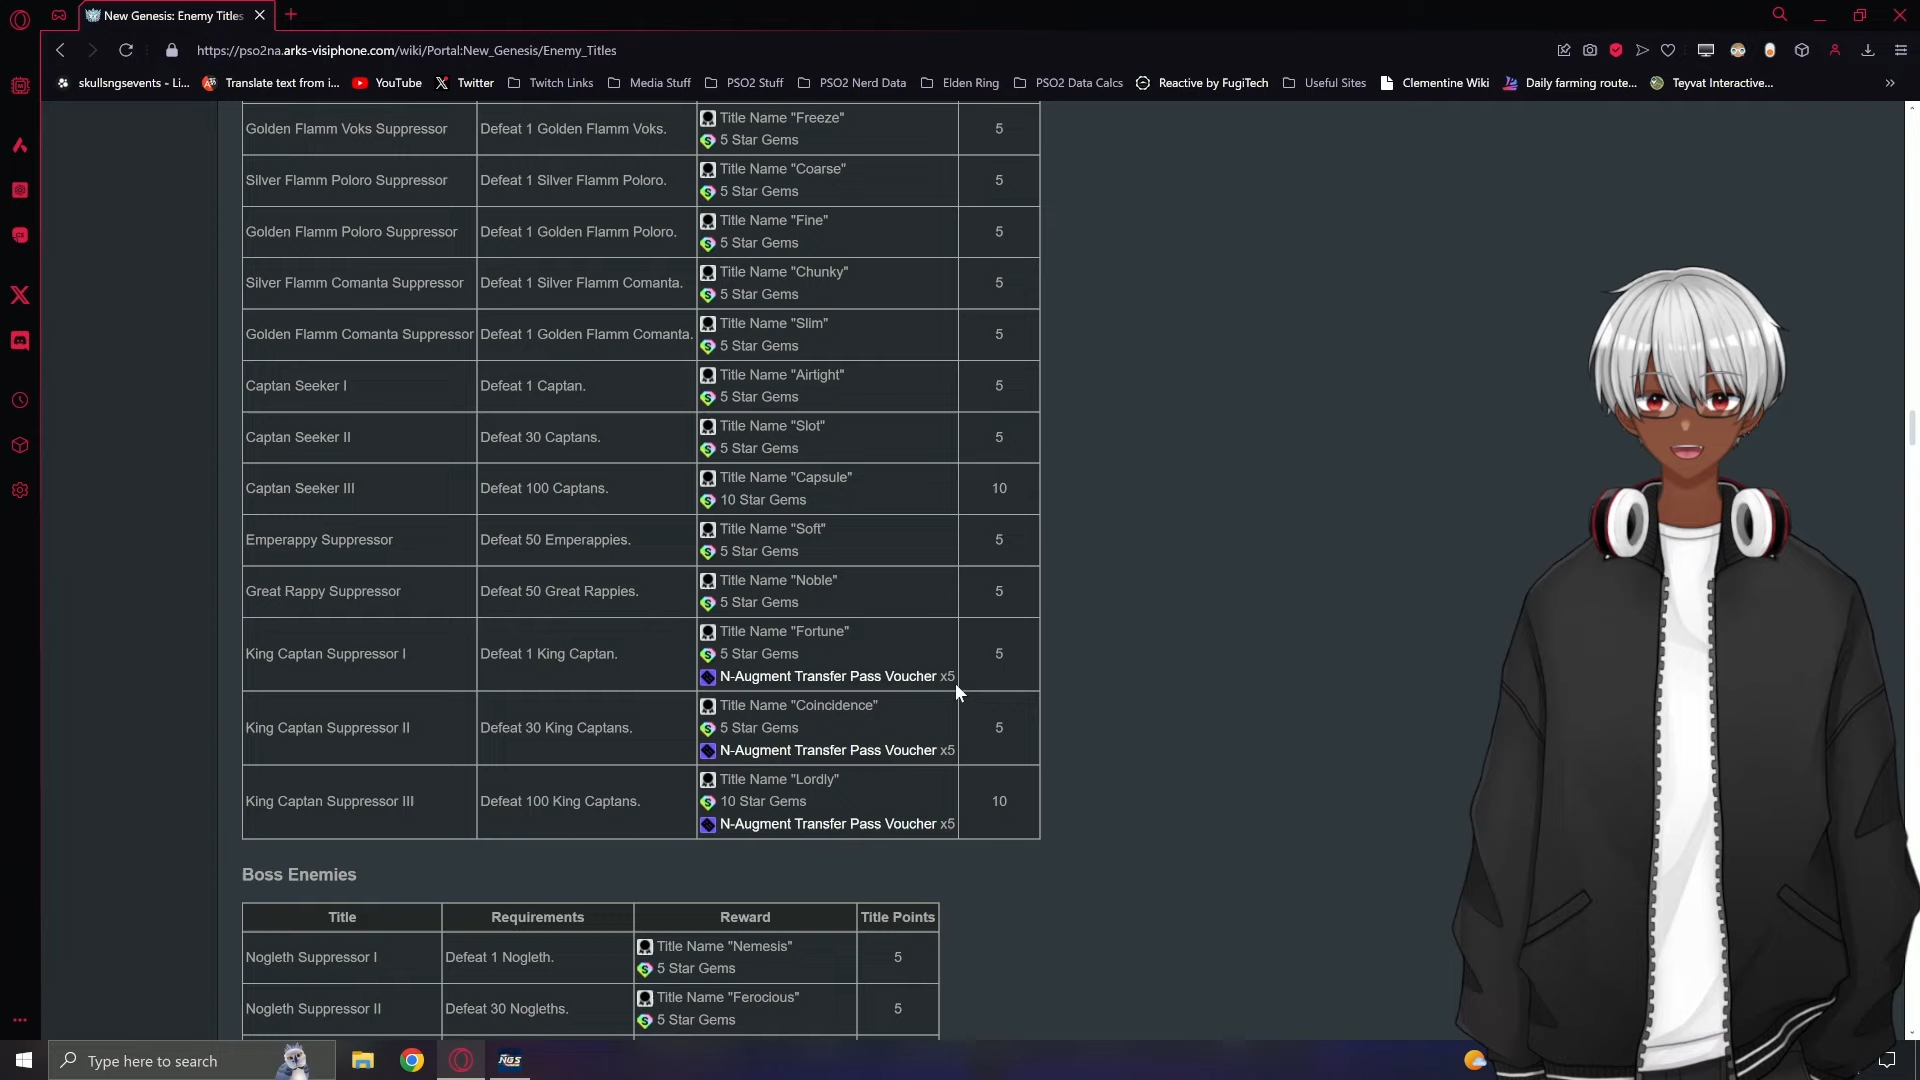 New Genesis: Enemy Titles
https://pso2na.arks-visiphone.com/wiki/Portal:New_Genesis/Enemy_Titles
skullsngsevents - Li... Translate text from i... YouTube Twitter Twitch Links Media Stuff PSO2 Stuff PSO2 Nerd Data Elden Ring PSO2 Data Calcs Reactive by FugiTech Useful Sites Clementine Wiki Daily farming route... Teyvat Interactive...
Golden Flamm Voks Suppressor Defeat 1 Golden Flamm Voks. Title Name "Freeze" 5
5 Star Gems
Silver Flamm Poloro Suppressor Defeat 1 Silver Flamm Poloro. Title Name "Coarse" 5
5 Star Gems
Golden Flamm Poloro Suppressor Defeat 1 Golden Flamm Poloro. Title Name "Fine" 5
5 Star Gems
Silver Flamm Comanta Suppressor Defeat 1 Silver Flamm Comanta. Title Name "Chunky" 5
5 Star Gems
Golden Flamm Comanta Suppressor Defeat 1 Golden Flamm Comanta. Title Name "Slim" 5
5 Star Gems
Captan Seeker I Defeat 1 Captan. Title Name "Airtight" 5
5 Star Gems
Captan Seeker II Defeat 30 Captans. Title Name "Slot" 5
5 Star Gems
Captan Seeker III Defeat 100 Captans. Title Name "Capsule" 10
10 Star Gems
Emperappy Suppressor Defeat 50 Emperappies. Title Name "Soft" 5
5 Star Gems
Great Rappy Suppressor Defeat 50 Great Rappies. Title Name "Noble" 5
5 Star Gems
King Captan Suppressor I Defeat 1 King Captan. Title Name "Fortune" 5
5 Star Gems
N-Augment Transfer Pass Voucher x5
King Captan Suppressor II Defeat 30 King Captans. Title Name "Coincidence" 5
5 Star Gems
N-Augment Transfer Pass Voucher x5
King Captan Suppressor III Defeat 100 King Captans. Title Name "Lordly" 10
10 Star Gems
N-Augment Transfer Pass Voucher x5
Boss Enemies
Title Requirements Reward Title Points
Nogleth Suppressor I Defeat 1 Nogleth. Title Name "Nemesis" 5
5 Star Gems
Nogleth Suppressor II Defeat 30 Nogleths. Title Name "Ferocious" 5
5 Star Gems
Type here to search
NGS